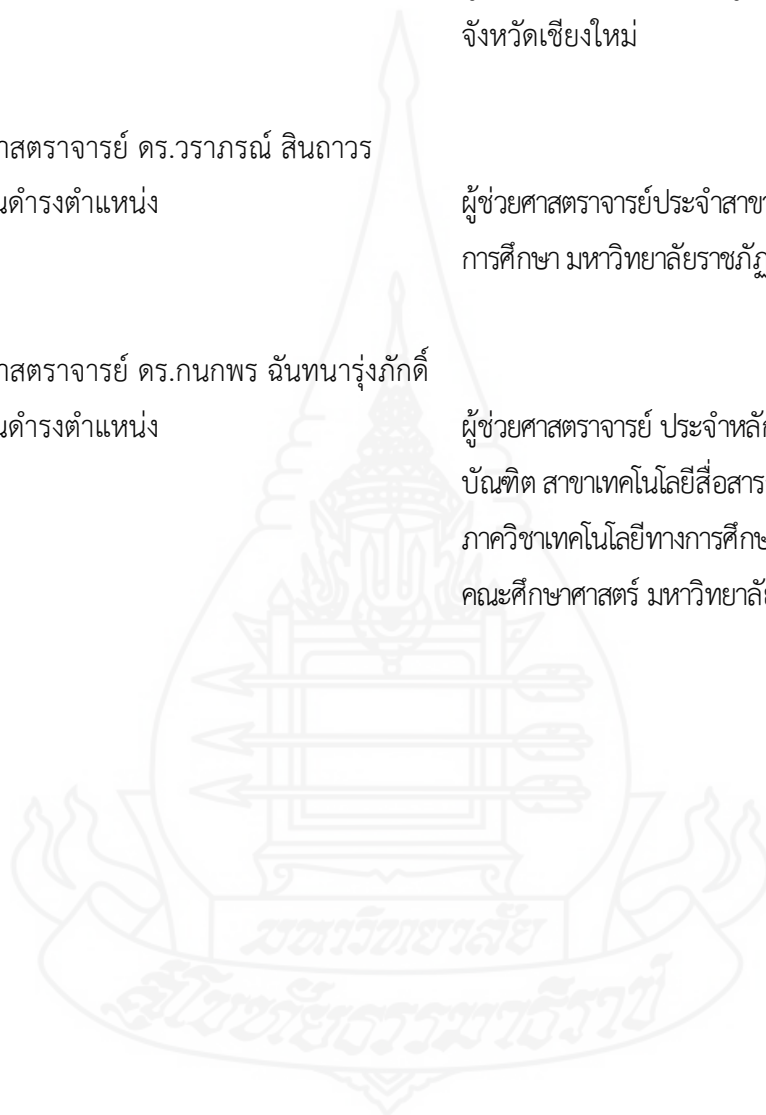 จังหวัดเชียงใหม่
าสตราจารย์ ดร.วราภรณ์ สินถาวร
นดำรงตำแหน่ง
ผู้ช่วยศาสตราจารย์ประจำสาขา
การศึกษา มหาวิทยาลัยราชภัฏ
าสตราจารย์ ดร.กนกพร ฉันทนารุ่งภักดิ์
นดำรงตำแหน่ง
ผู้ช่วยศาสตราจารย์ ประจำหลัก
บัณฑิต สาขาเทคโนโลยีสื่อสาร
ภาควิชาเทคโนโลยีทางการศึกษ
คณะศึกษาศาสตร์ มหาวิทยาลัย
มหาวิทยาลัย
สุโขทัยธรรมาธิราช